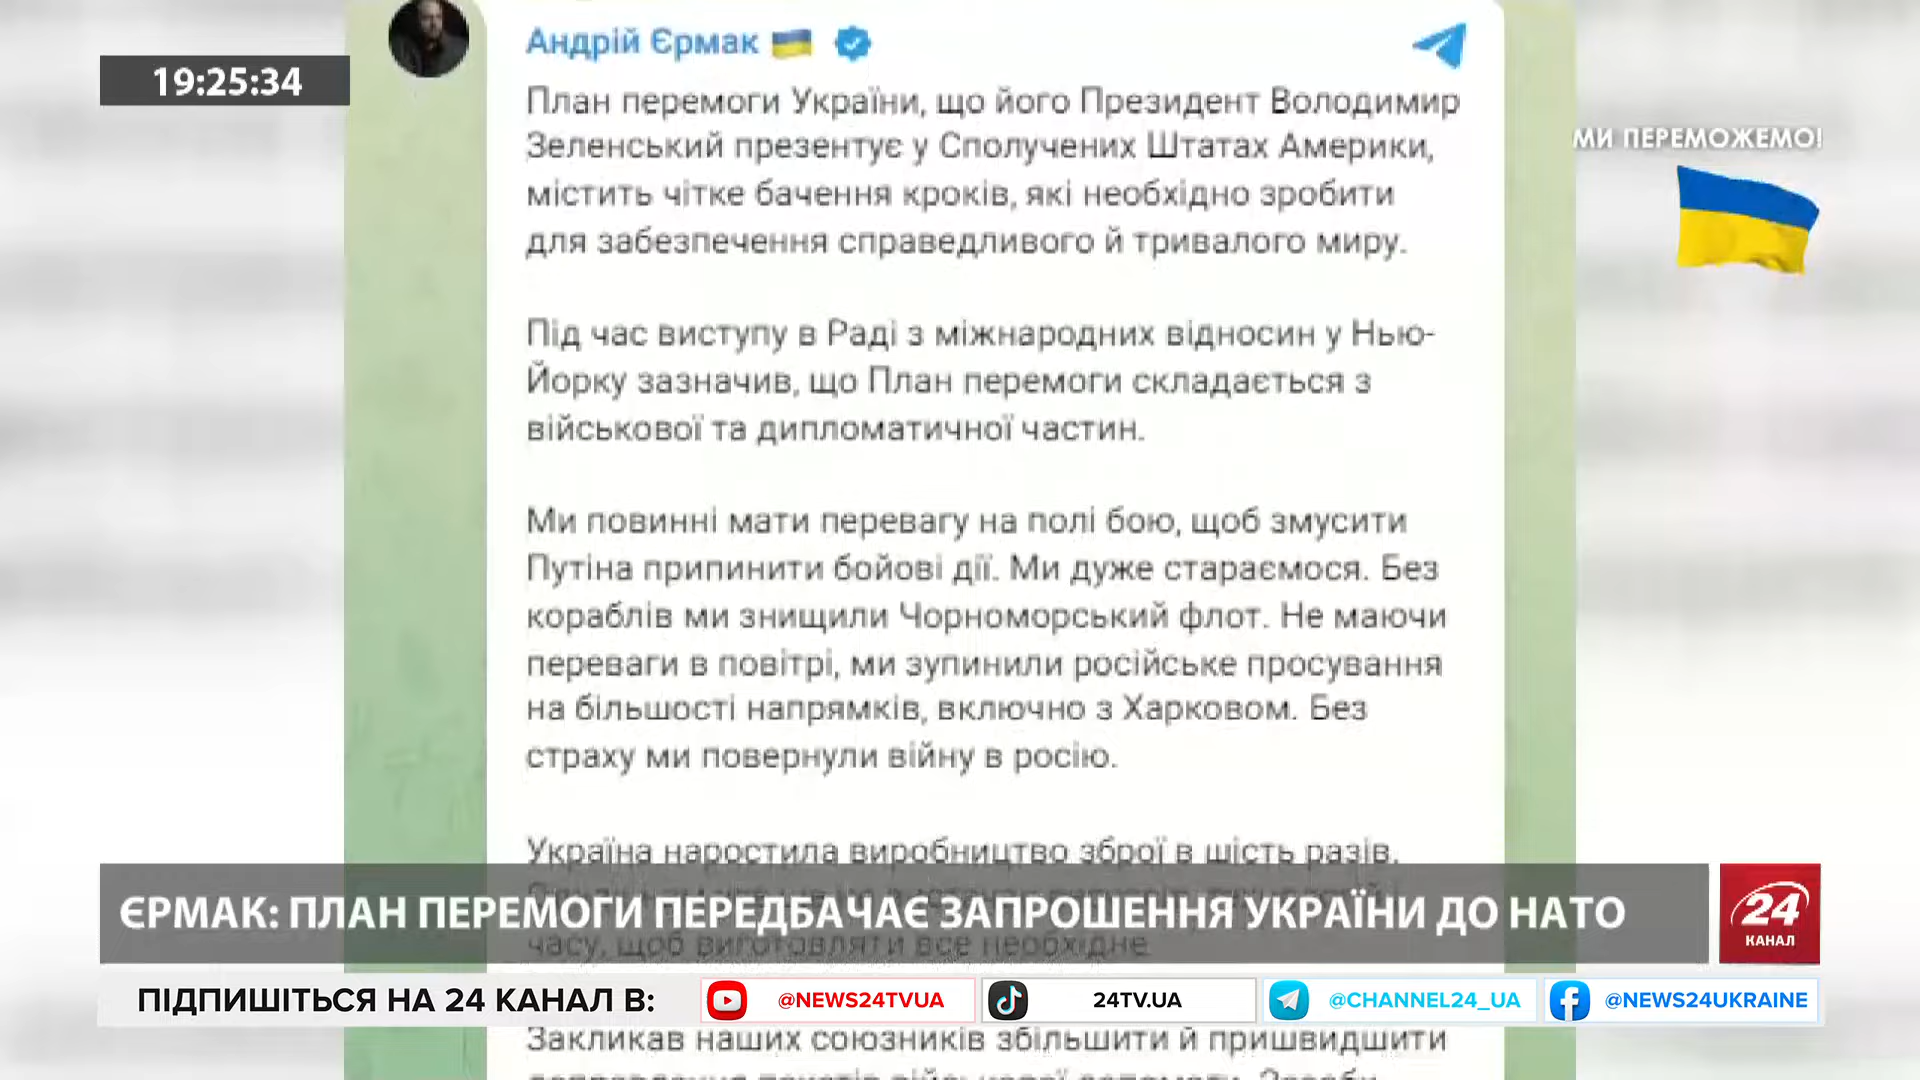 Андрій Єрмак
19:25:34
План перемоги України, що його Президент Володимир
Зеленський презентує у Сполучених Штатах Америки,
містить чітке бачення кроків, які необхідно зробити
для забезпечення справедливого й тривалого миру.
МИ ПЕРЕМОЖЕМО!
Під час виступу в Раді з міжнародних відносин у Нью-
Йорку зазначив, що План перемоги складається з
військової та дипломатичної частин.
Ми повинні мати перевагу на полі бою, щоб змусити
Путіна припинити бойові дії. Ми дуже стараємося. Без
кораблів ми знищили Чорноморський флот. Не маючи
переваги в повітрі, ми зупинили російське просування
на більшості напрямків, включно з Харковом. Без
страху ми повернули війну в росію.
Україна наростила виробництво зброї в шість разів.
ЄРМАК: ПЛАН ПЕРЕМОГИ ПЕРЕДБАЧАЄ ЗАПРОШЕННЯ УКРАЇНИ ДО НАТО
24
КАНАЛ
часу, щоб виготовляти все необхідне
ПІДПИШІТЬСЯ НА 24 КАНАЛ В:
@NEWS24TVUA
24TV.UA
@CHANNEL24_UA
@NEWS24UKRAINE
Закликав наших союзників збільшити й пришвидшити